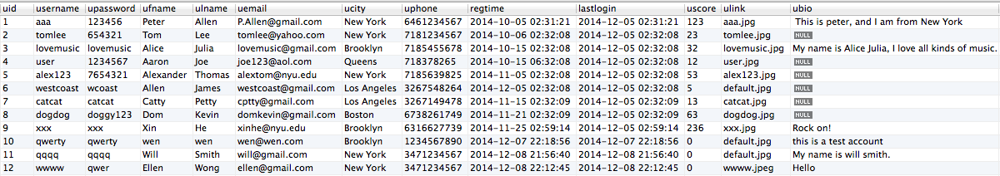 uid username upassword ufname ulname uemail ucity uphone regtime lastlogin uscore ulink ubio
1 aaa 123456 Peter Allen P.Allen@gmail.com New York 6461234567 2014-10-05 02:31:21 2014-12-05 02:31:21 123 aaa.jpg This is peter, and I am from New York
2 tomlee 654321 Tom Lee tomlee@yahoo.com New York 7181234567 2014-10-06 02:32:08 2014-12-05 02:32:08 23 tomlee.jpg NULL
3 lovemusic 123456 Alice Julia lovemusic@gmail.com Brooklyn 7185455678 2014-10-15 02:32:08 2014-12-05 02:32:08 32 lovemusic.jpg My name is Alice Julia, I love all kinds of music.
4 user 1234567 Aaron Joe joe123@aol.com Queens 718378265 2014-10-15 06:32:08 2014-12-05 02:32:08 12 user.jpg NULL
5 alex123 7654321 Alexander Thomas alextom@nyu.edu New York 7185639825 2014-11-05 02:32:08 2014-12-05 02:32:08 53 alex123.jpg NULL
6 westcoast wcoast Allen James westcoast@gmail.com Los Angeles 3267548264 2014-12-05 02:32:08 2014-12-05 02:32:08 5 default.jpg NULL
7 catcat catcat Catty Petty cptty@gmail.com Los Angeles 3267149478 2014-11-15 02:32:09 2014-12-05 02:32:09 13 catcat.jpg NULL
8 dogdog doggy123 Dom Kevin domkevin@gmail.com Boston 6738261749 2014-11-21 02:32:09 2014-12-05 02:32:09 63 dogdog.jpg NULL
9 xxx xxx Xin He xinhe@nyu.edu Brooklyn 6316627739 2014-11-25 02:59:14 2014-12-05 02:59:14 236 xxx.jpg Rock on!
10 qwerty qwerty wen wen wen@wen.com Brooklyn 1234567890 2014-12-07 22:18:56 2014-12-07 22:18:56 0 default.jpg this is a test account
11 qqqq qqqq Will Smith will@gmail.com New York 3471234567 2014-12-08 21:56:40 2014-12-08 21:56:40 0 default.jpg My name is will smith.
12 wwww qwer Ellen Wong ellen@gmail.com New York 3471234567 2014-12-08 22:12:45 2014-12-08 22:12:45 0 wwww.jpeg Hello